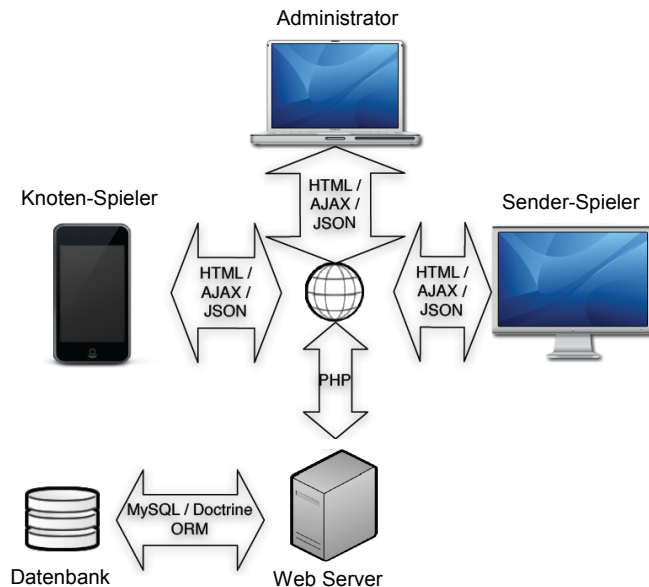 Administrator
HTML /
AJAX /
JSON
Knoten-Spieler
HTML /
AJAX /
JSON
Sender-Spieler
HTML /
AJAX /
JSON
PHP
MySQL / Doctrine
ORM
Datenbank
Web Server